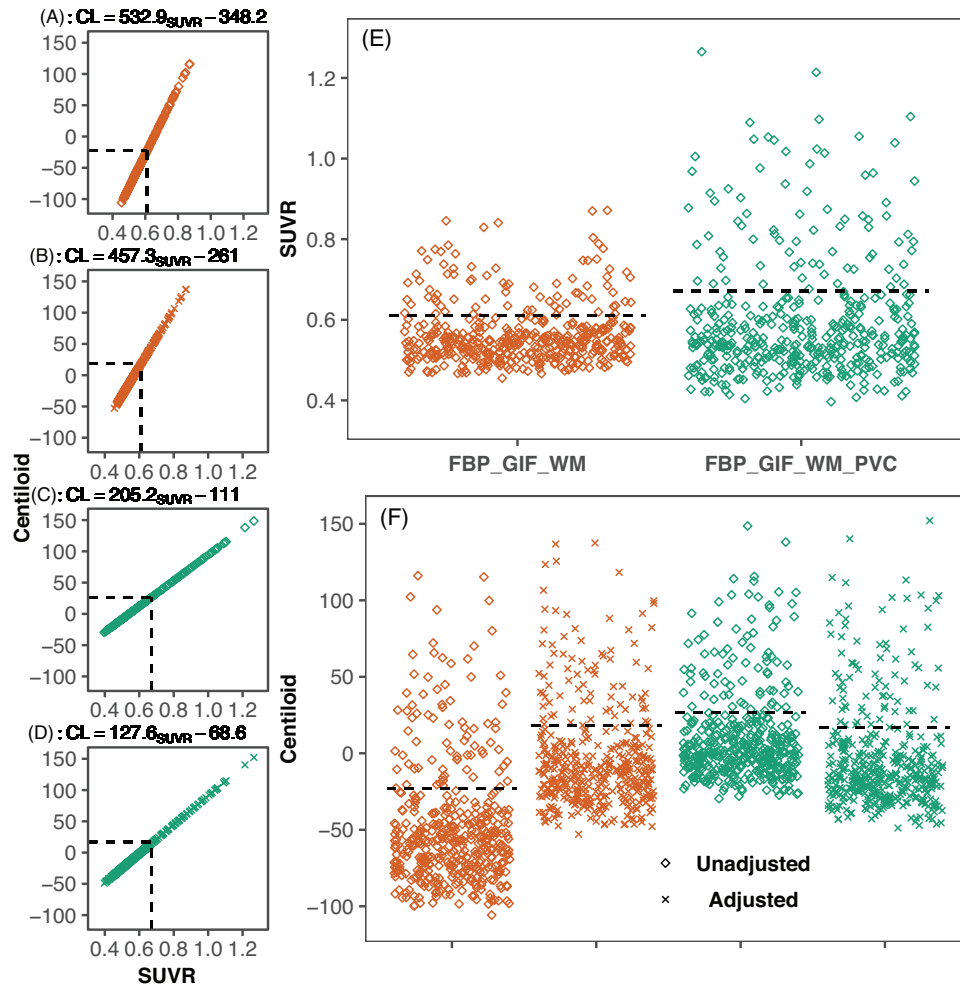 (A): CL = 532.9SUVR − 348.2
150
100
50
0
−50
−100
0.4 0.6 0.8 1.0 1.2
(B): CL = 457.3SUVR − 261
150
100
50
0
−50
−100
0.4 0.6 0.8 1.0 1.2
(C): CL = 205.2SUVR − 111
150
100
50
0
−50
−100
0.4 0.6 0.8 1.0 1.2
(D): CL = 127.6SUVR − 68.6
150
100
50
0
−50
−100
0.4 0.6 0.8 1.0 1.2
Centiloid
SUVR
(E)
SUVR
1.2
1.0
0.8
0.6
0.4
FBP_GIF_WM FBP_GIF_WM_PVC
(F)
Centiloid
150
100
50
0
−50
−100
Unadjusted
Adjusted